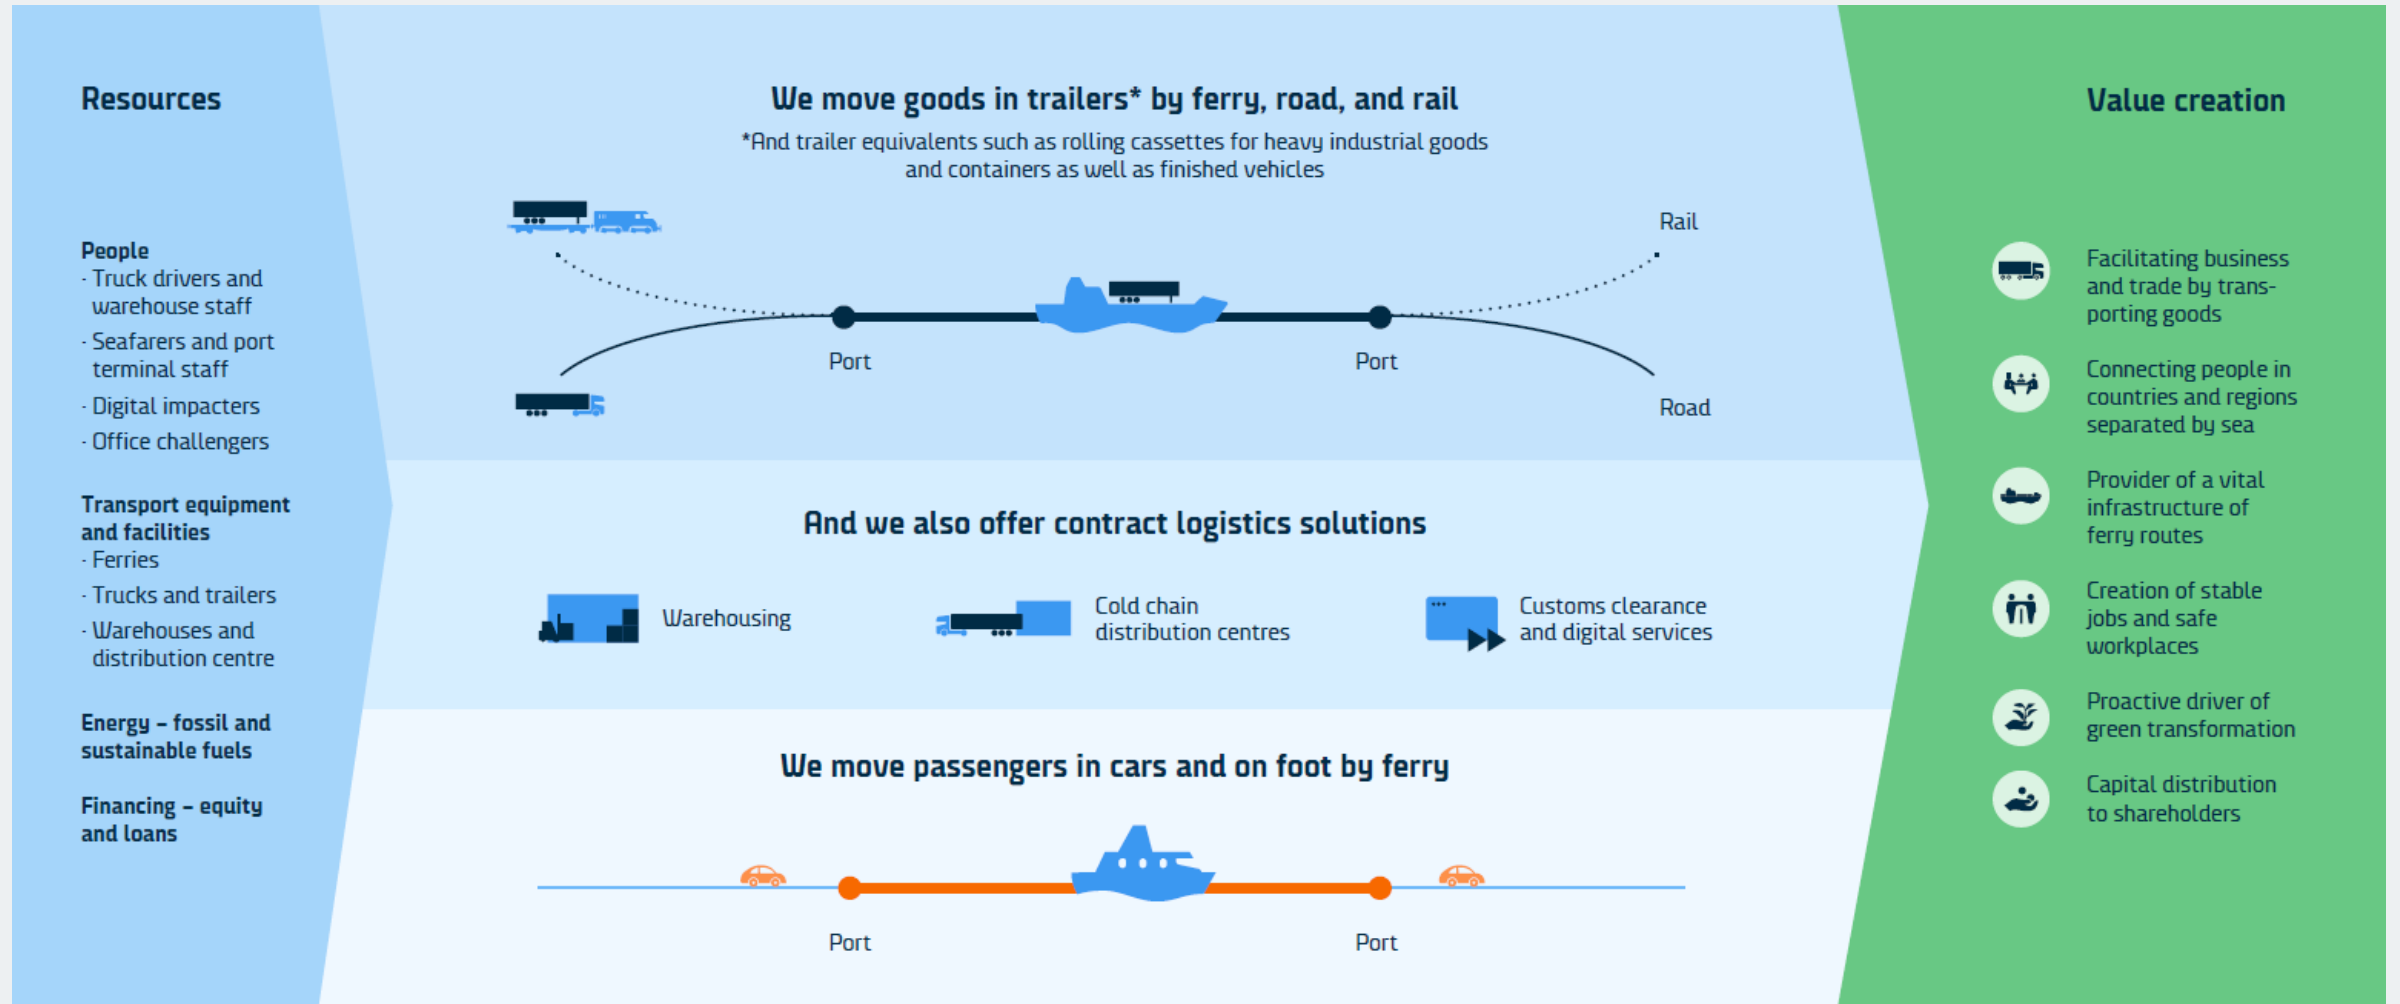 Resources
People
· Truck drivers and
warehouse staff
· Seafarers and port
terminal staff
· Digital impacters
· Office challengers
Transport equipment
and facilities
· Ferries
· Trucks and trailers
· Warehouses and
distribution centre
Energy – fossil and
sustainable fuels
Financing – equity
and loans
We move goods in trailers* by ferry, road, and rail
*And trailer equivalents such as rolling cassettes for heavy industrial goods
and containers as well as finished vehicles
Rail
Port
Port
Road
And we also offer contract logistics solutions
Warehousing
Cold chain
distribution centres
Customs clearance
and digital services
We move passengers in cars and on foot by ferry
Port
Port
Value creation
Facilitating business
and trade by trans-
porting goods
Connecting people in
countries and regions
separated by sea
Provider of a vital
infrastructure of
ferry routes
Creation of stable
jobs and safe
workplaces
Proactive driver of
green transformation
Capital distribution
to shareholders